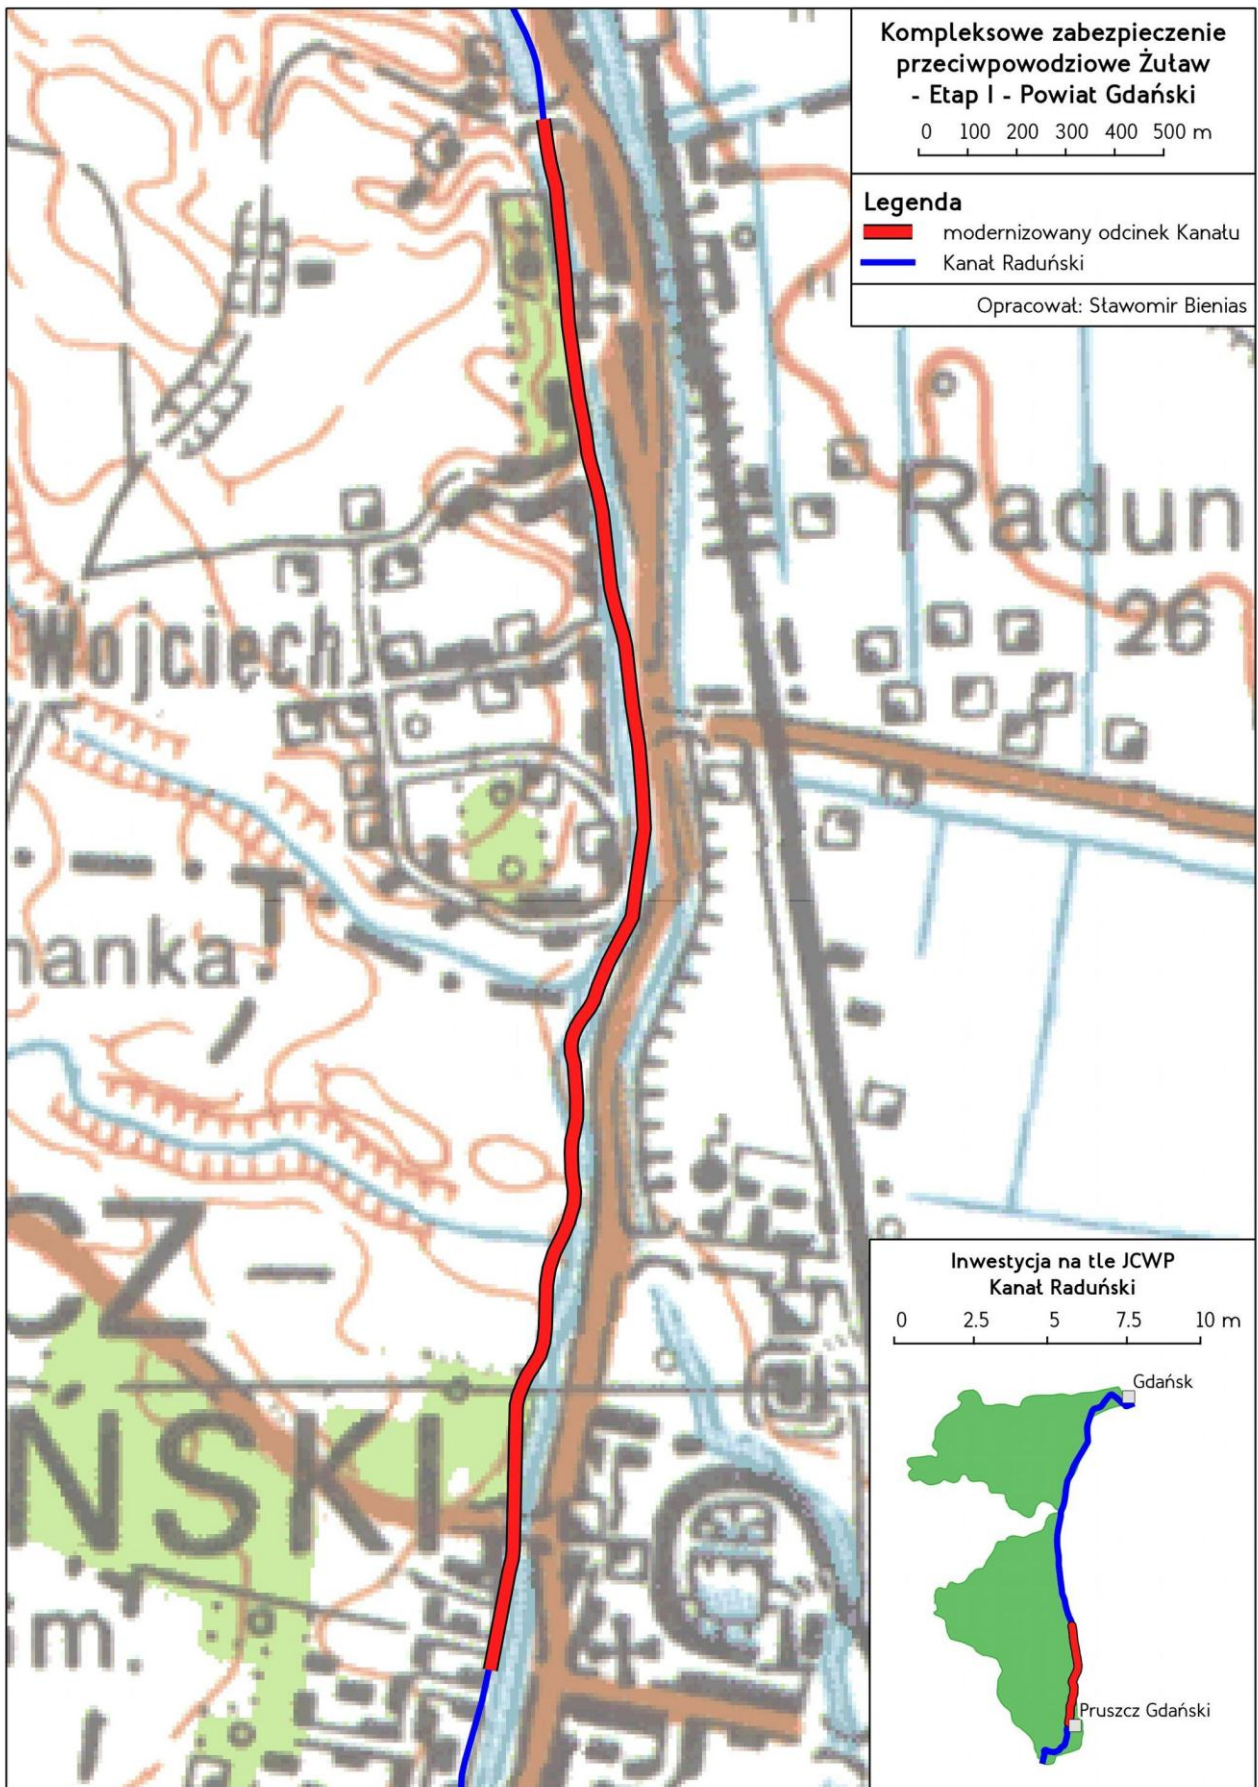 Kompleksowe zabezpieczenie
przeciwpowodziowe Żuław
- Etap I - Powiat Gdański
0 100 200 300 400 500 m
Legenda
modernizowany odcinek Kanału
Kanał Raduński
Opracował: Sławomir Bienias
Radun
26
Wojciech
nanka
CZ –
ŃSKI
m.
Inwestycja na tle JCWP
Kanał Raduński
0 2.5 5 7.5 10 m
Gdańsk
Pruszcz Gdański